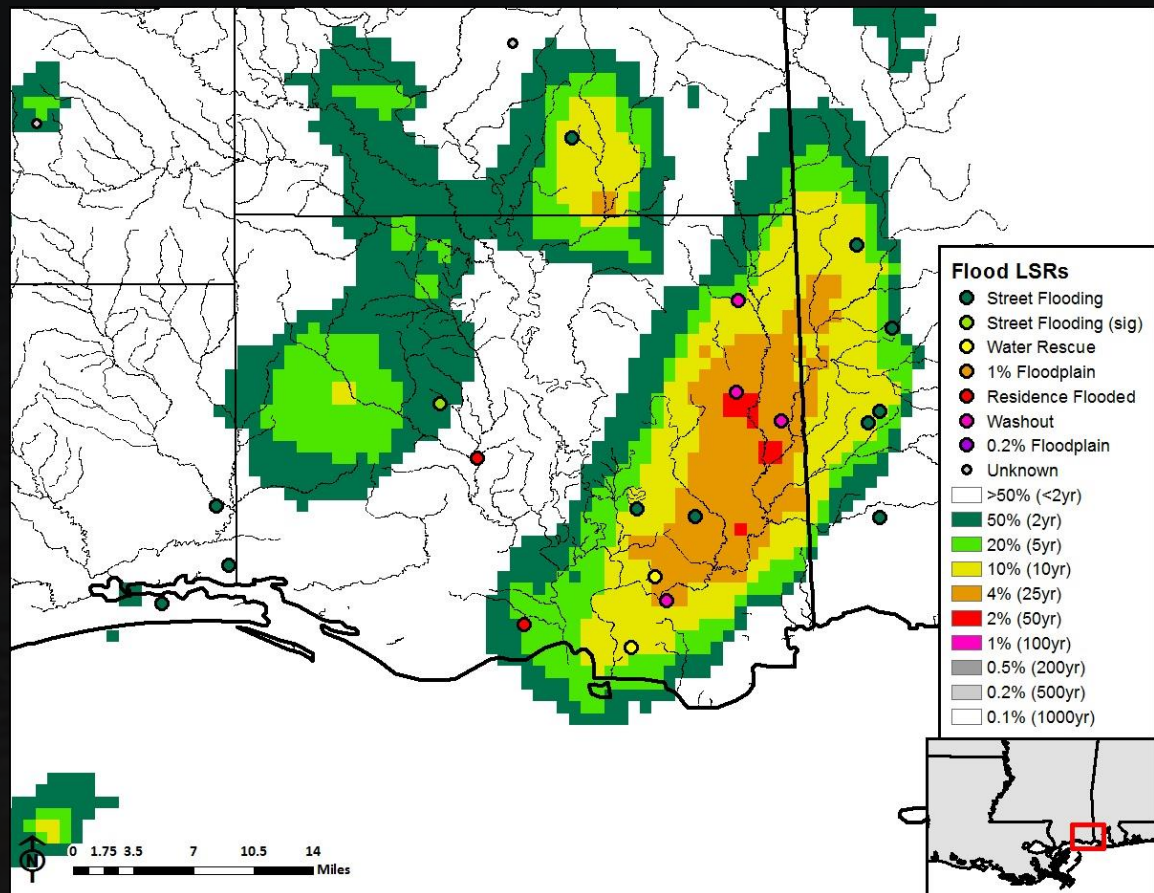 Flood LSRs
Street Flooding
Street Flooding (sig)
Water Rescue
1% Floodplain
Residence Flooded
Washout
0.2% Floodplain
Unknown
>50% (<2yr)
50% (2yr)
20% (5yr)
10% (10yr)
4% (25yr)
2% (50yr)
1% (100yr)
0.5% (200yr)
0.2% (500yr)
0.1% (1000yr)
N
0 1.75 3.5 7 10.5 14
Miles